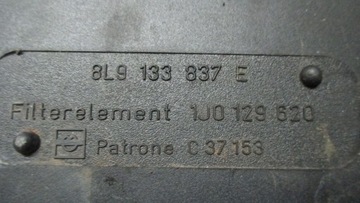 8L9 133 837 E
Filterelement 1J0 129 620
Patrone C 37 153